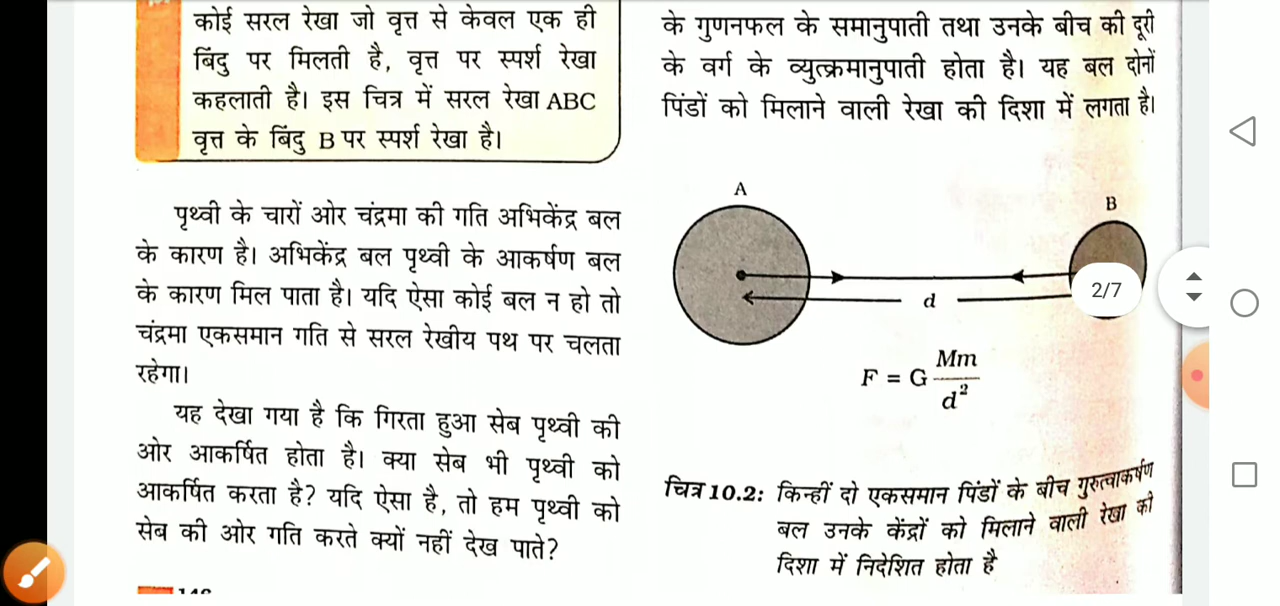 कोई सरल रेखा जो वृत्त से केवल एक ही
बिंदु पर मिलती है, वृत्त पर स्पर्श रेखा
कहलाती है। इस चित्र में सरल रेखा ABC
वृत्त के बिंदु B पर स्पर्श रेखा है।
पृथ्वी के चारों ओर चंद्रमा की गति अभिकेंद्र बल
के कारण है। अभिकेंद्र बल पृथ्वी के आकर्षण बल
के कारण मिल पाता है। यदि ऐसा कोई बल न हो तो
चंद्रमा एकसमान गति से सरल रेखीय पथ पर चलता
रहेगा।
यह देखा गया है कि गिरता हुआ सेब पृथ्वी की
ओर आकर्षित होता है। क्या सेब भी पृथ्वी को
आकर्षित करता है? यदि ऐसा है, तो हम पृथ्वी को
सेब की ओर गति करते क्यों नहीं देख पाते?
के गुणनफल के समानुपाती तथा उनके बीच की दूरी
के वर्ग के व्युत्क्रमानुपाती होता है। यह बल दोनों
पिंडों को मिलाने वाली रेखा की दिशा में लगता है।
A
B
d
2/7
F = G Mm / d²
चित्र 10.2: किन्हीं दो एकसमान पिंडों के बीच गुरुत्वाकर्षण
बल उनके केंद्रों को मिलाने वाली रेखा की
दिशा में निदेशित होता है